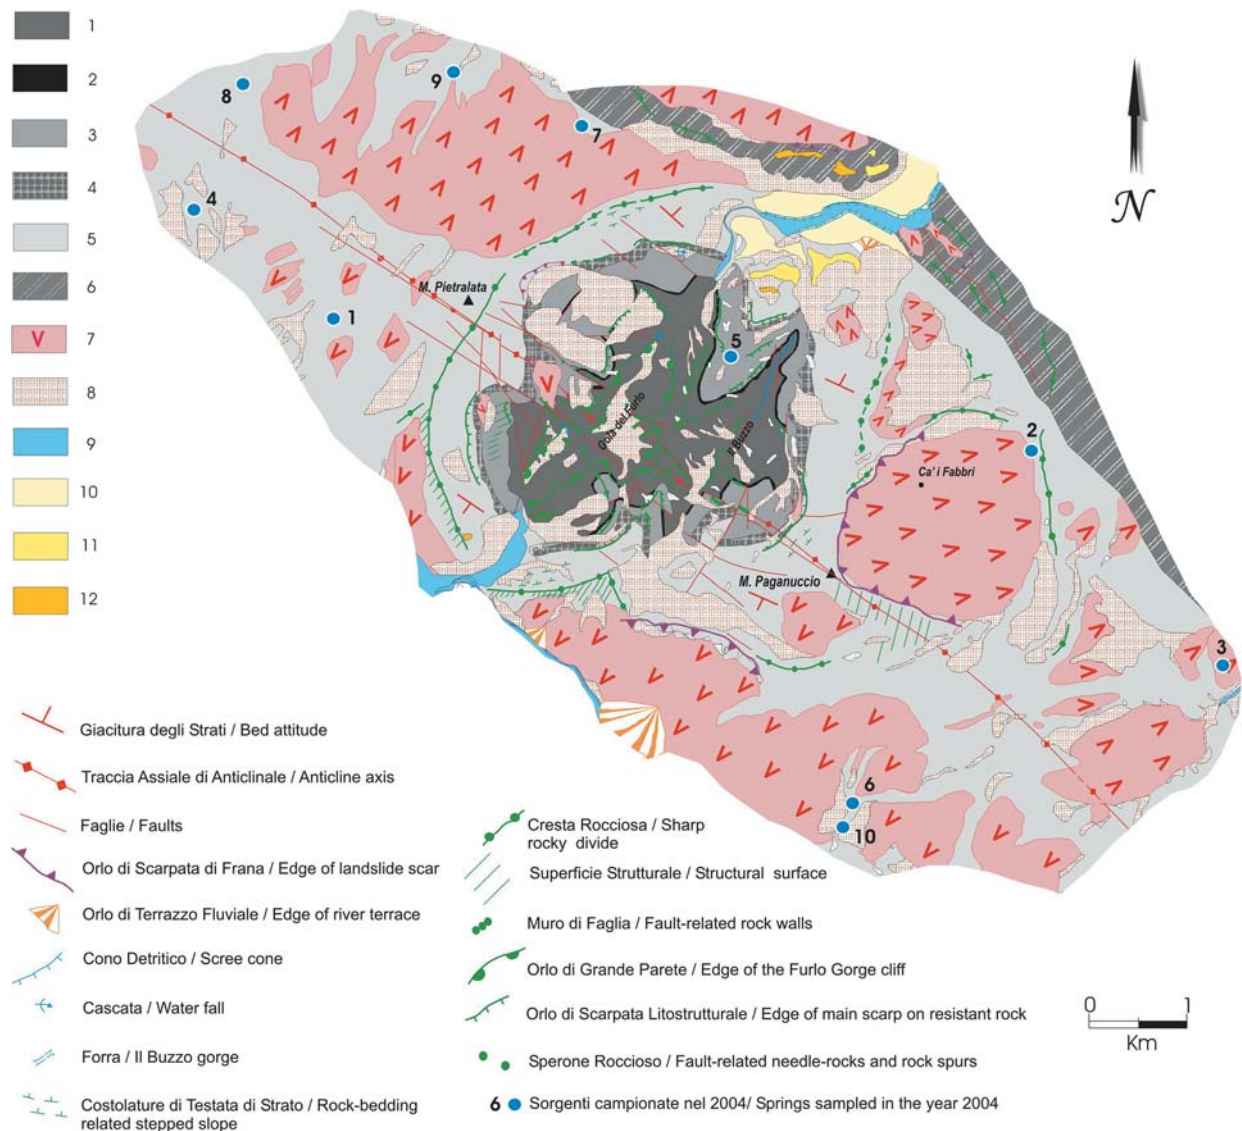 1
2
3
4
5
6
7
8
9
10
11
12
9
8
7
4
1
M. Pietralata
5
Gola del Furlo
Il Buzzo
2
Ca' i Fabbri
M. Paganuccio
3
6
10
N
Giacitura degli Strati / Bed attitude
Traccia Assiale di Anticlinale / Anticline axis
Faglie / Faults
Orlo di Scarpata di Frana / Edge of landslide scar
Orlo di Terrazzo Fluviale / Edge of river terrace
Cono Detritico / Scree cone
Cascata / Water fall
Forra / Il Buzzo gorge
Costolature di Testata di Strato / Rock-bedding
related stepped slope
Cresta Rocciosa / Sharp
rocky divide
Superficie Strutturale / Structural surface
Muro di Faglia / Fault-related rock walls
Orlo di Grande Parete / Edge of the Furlo Gorge cliff
Orlo di Scarpata Litostrutturale / Edge of main scarp on resistant rock
Sperone Roccioso / Fault-related needle-rocks and rock spurs
6 Sorgenti campionate nel 2004/ Springs sampled in the year 2004
0 1
Km